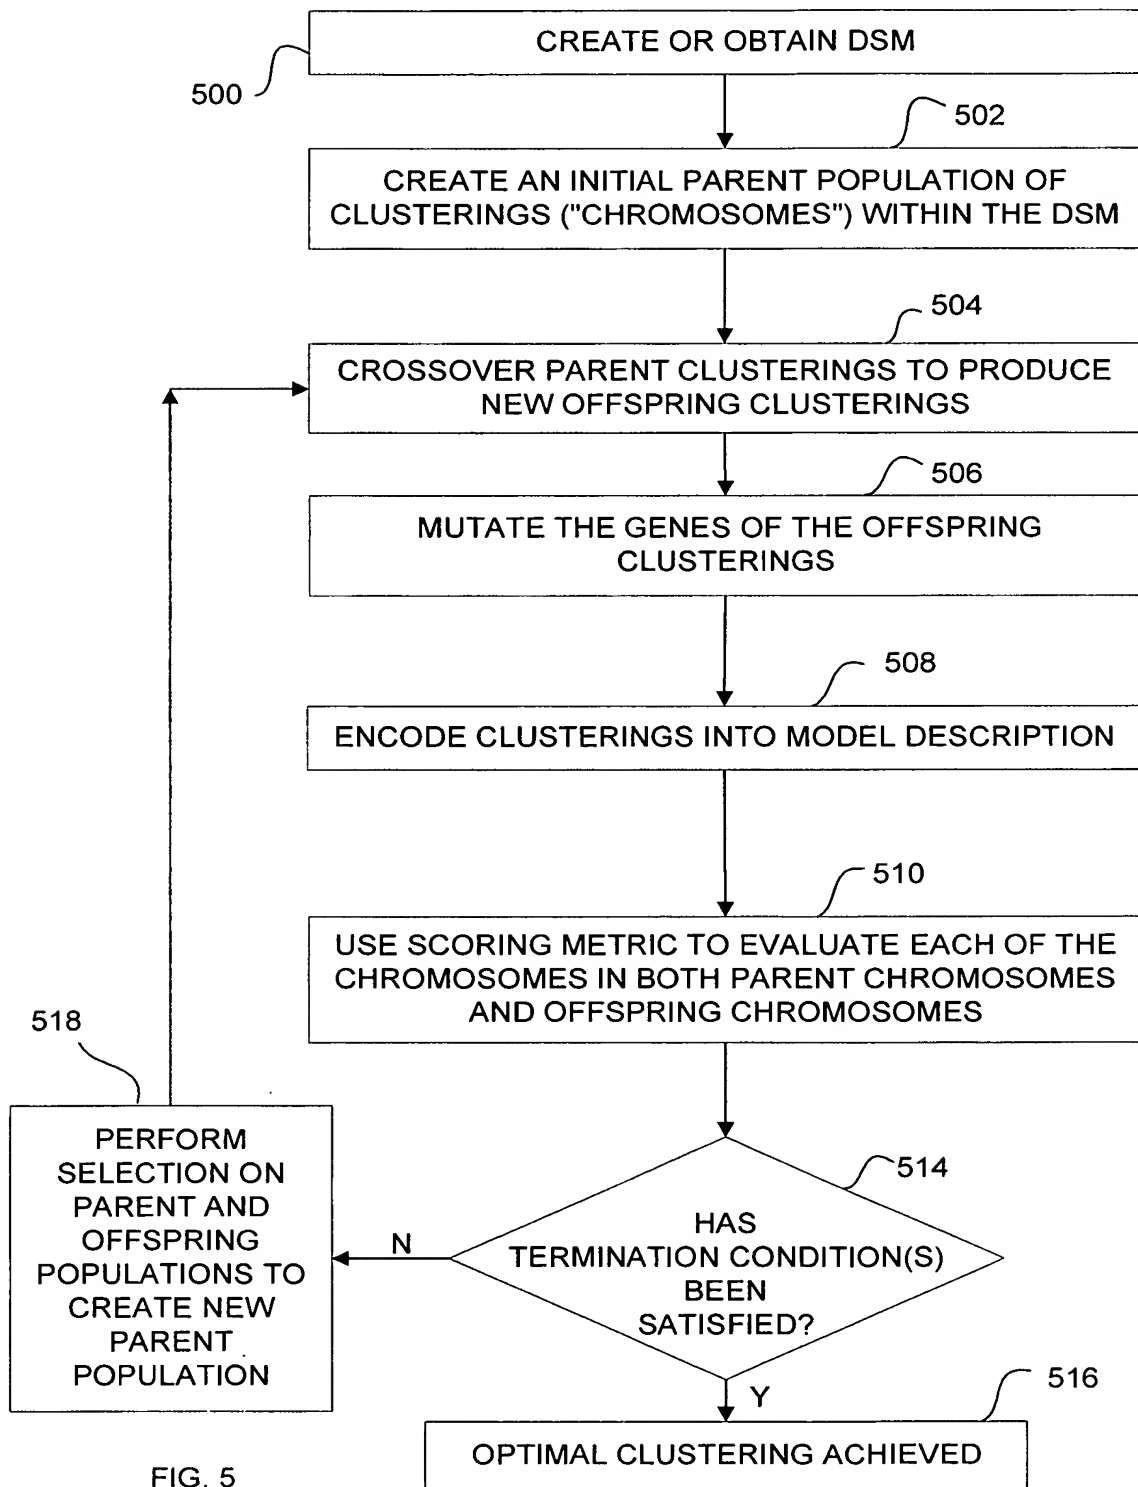 CREATE OR OBTAIN DSM
500
502
CREATE AN INITIAL PARENT POPULATION OF
CLUSTERINGS ("CHROMOSOMES") WITHIN THE DSM
504
CROSSOVER PARENT CLUSTERINGS TO PRODUCE
NEW OFFSPRING CLUSTERINGS
506
MUTATE THE GENES OF THE OFFSPRING
CLUSTERINGS
508
ENCODE CLUSTERINGS INTO MODEL DESCRIPTION
510
USE SCORING METRIC TO EVALUATE EACH OF THE
CHROMOSOMES IN BOTH PARENT CHROMOSOMES
AND OFFSPRING CHROMOSOMES
518
PERFORM
SELECTION ON
PARENT AND
OFFSPRING
POPULATIONS TO
CREATE NEW
PARENT
POPULATION
N
514
HAS
TERMINATION CONDITION(S)
BEEN
SATISFIED?
Y
516
OPTIMAL CLUSTERING ACHIEVED
FIG. 5